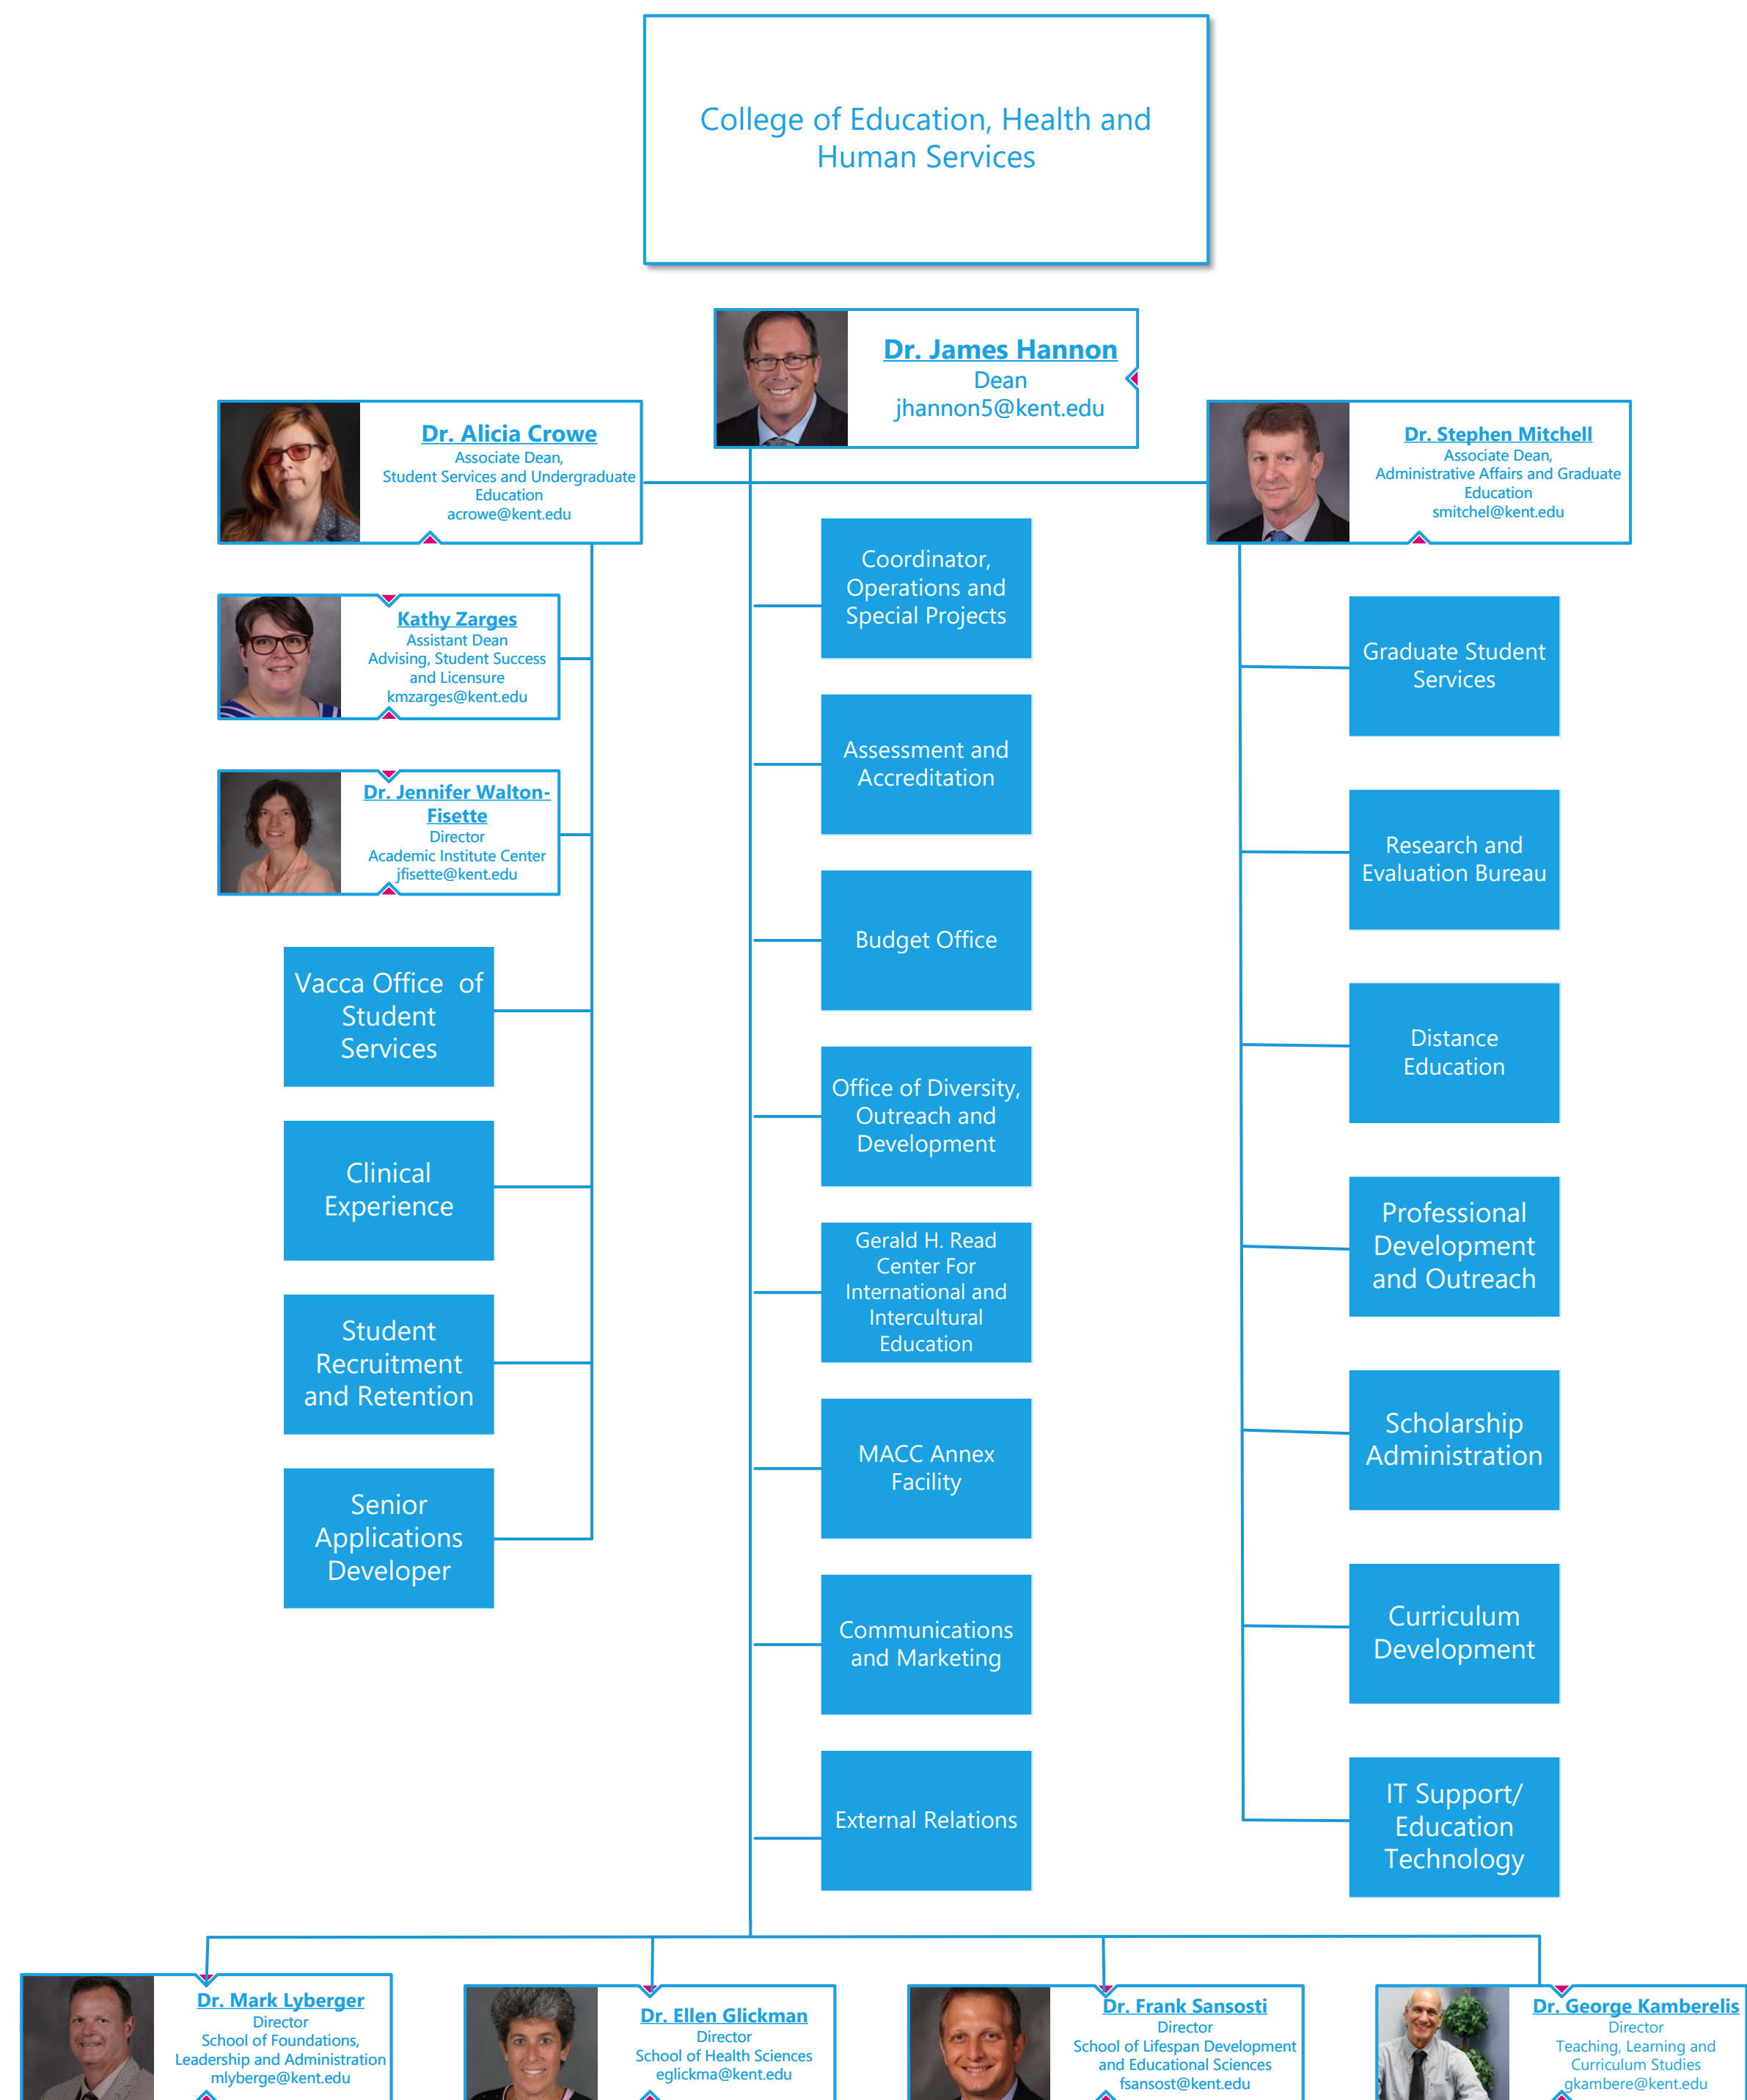 College of Education, Health and
Human Services
Dr. James Hannon
Dean
jhannon5@kent.edu
Dr. Alicia Crowe
Associate Dean,
Student Services and Undergraduate
Education
acrowe@kent.edu
Dr. Stephen Mitchell
Associate Dean,
Administrative Affairs and Graduate
Education
smitchel@kent.edu
Kathy Zarges
Assistant Dean
Advising, Student Success
and Licensure
kmzarges@kent.edu
Dr. Jennifer Walton-
Fisette
Director
Academic Institute Center
jfisette@kent.edu
Vacca Office of
Student
Services
Clinical
Experience
Student
Recruitment
and Retention
Senior
Applications
Developer
Coordinator,
Operations and
Special Projects
Assessment and
Accreditation
Budget Office
Office of Diversity,
Outreach and
Development
Gerald H. Read
Center For
International and
Intercultural
Education
MACC Annex
Facility
Communications
and Marketing
External Relations
Graduate Student
Services
Research and
Evaluation Bureau
Distance
Education
Professional
Development
and Outreach
Scholarship
Administration
Curriculum
Development
IT Support/
Education
Technology
Dr. Mark Lyberger
Director
School of Foundations,
Leadership and Administration
mlyberge@kent.edu
Dr. Ellen Glickman
Director
School of Health Sciences
eglickma@kent.edu
Dr. Frank Sansosti
Director
School of Lifespan Development
and Educational Sciences
fsansost@kent.edu
Dr. George Kamberelis
Director
Teaching, Learning and
Curriculum Studies
gkambere@kent.edu